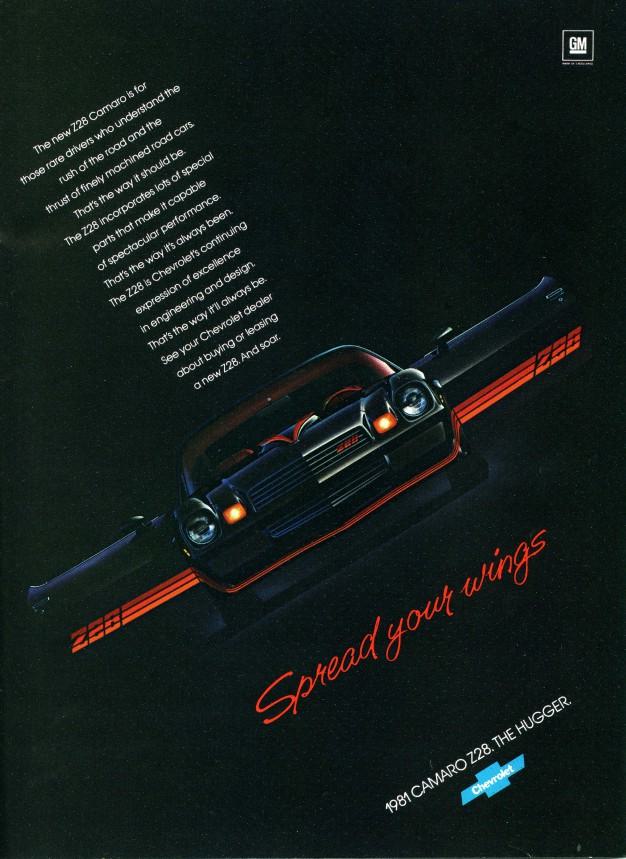 GM
MARK OF EXCELLENCE
The new Z28 Camaro is for
those rare drivers who understand the
rush of the road and the
thrust of finely machined road cars.
That's the way it should be.
The Z28 incorporates lots of special
parts that make it capable
of spectacular performance.
That's the way it's always been.
The Z28 is Chevrolet's continuing
expression of excellence
in engineering and design.
That's the way it'll always be.
See your Chevrolet dealer
about buying or leasing
a new Z28. And soar.
Z28
Z28
Z28
Spread your wings
1981 CAMARO Z28. THE HUGGER.
Chevrolet